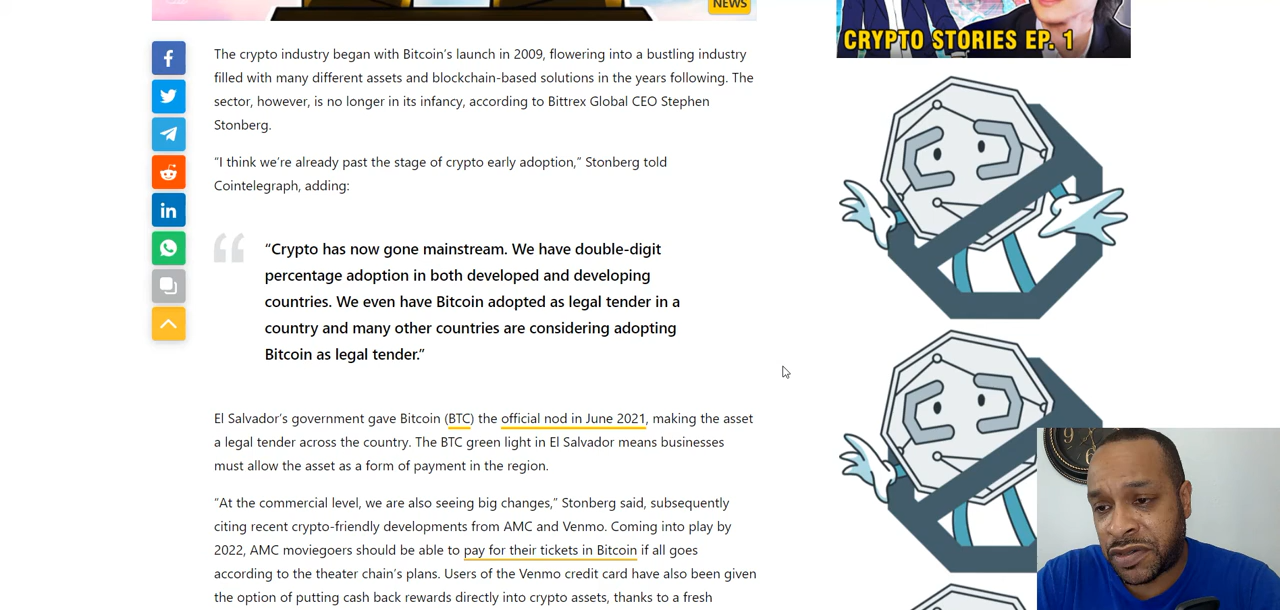 NEWS
CRYPTO STORIES EP. 1
The crypto industry began with Bitcoin’s launch in 2009, flowering into a bustling industry
filled with many different assets and blockchain-based solutions in the years following. The
sector, however, is no longer in its infancy, according to Bittrex Global CEO Stephen
Stonberg.
“I think we’re already past the stage of crypto early adoption,” Stonberg told
Cointelegraph, adding:
“Crypto has now gone mainstream. We have double-digit
percentage adoption in both developed and developing
countries. We even have Bitcoin adopted as legal tender in a
country and many other countries are considering adopting
Bitcoin as legal tender.”
El Salvador’s government gave Bitcoin (BTC) the official nod in June 2021, making the asset
a legal tender across the country. The BTC green light in El Salvador means businesses
must allow the asset as a form of payment in the region.
“At the commercial level, we are also seeing big changes,” Stonberg said, subsequently
citing recent crypto-friendly developments from AMC and Venmo. Coming into play by
2022, AMC moviegoers should be able to pay for their tickets in Bitcoin if all goes
according to the theater chain’s plans. Users of the Venmo credit card have also been given
the option of putting cash back rewards directly into crypto assets, thanks to a fresh